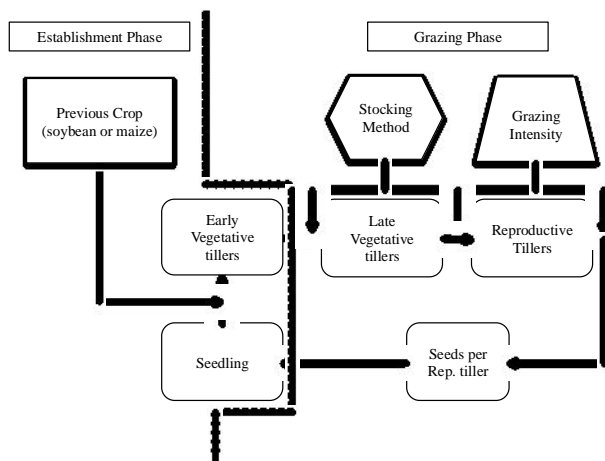 Establishment Phase
Grazing Phase
Previous Crop
(soybean or maize)
Stocking
Method
Grazing
Intensity
Early
Vegetative
tillers
Late
Vegetative
tillers
Reproductive
Tillers
Seedling
Seeds per
Rep. tiller